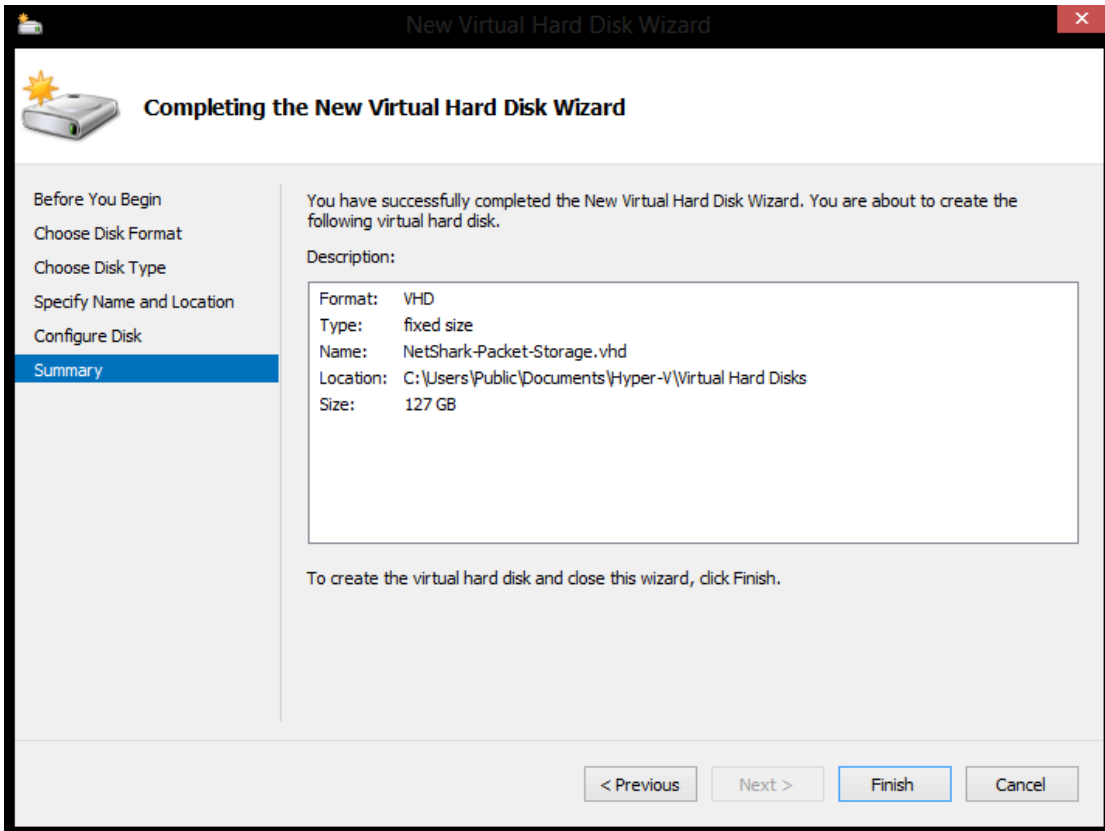 New Virtual Hard Disk Wizard
Completing the New Virtual Hard Disk Wizard
Before You Begin
Choose Disk Format
Choose Disk Type
Specify Name and Location
Configure Disk
Summary
You have successfully completed the New Virtual Hard Disk Wizard. You are about to create the
following virtual hard disk.
Description:
Format: VHD
Type: fixed size
Name: NetShark-Packet-Storage.vhd
Location: C:\Users\Public\Documents\Hyper-V\Virtual Hard Disks
Size: 127 GB
To create the virtual hard disk and close this wizard, click Finish.
< Previous Next > Finish Cancel